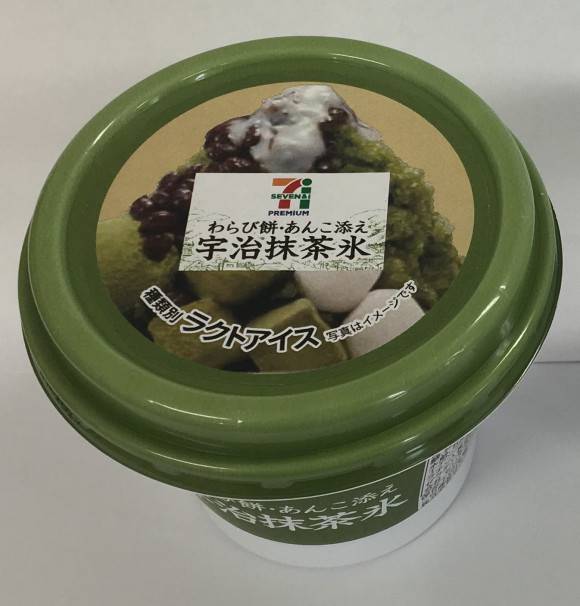 7i
SEVEN&i
PREMIUM
わらび餅・あんこ添え
宇治抹茶氷
種類別 ラクトアイス 写真はイメージです
び餅・あんこ添え
治抹茶氷